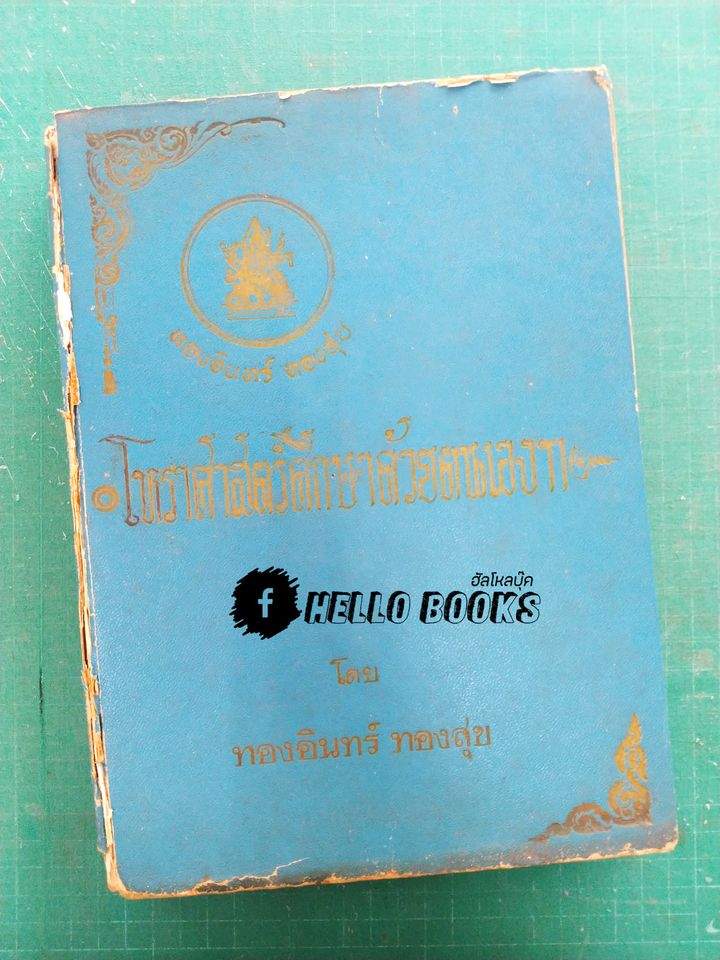 ทองอินทร์ ทองสุข
๏ โหราศาสตร์ศึกษาด้วยตนเอง ฯ
ฮัลโหลบุ๊ค
f HELLO BOOKS
โดย
ทองอินทร์ ทองสุข